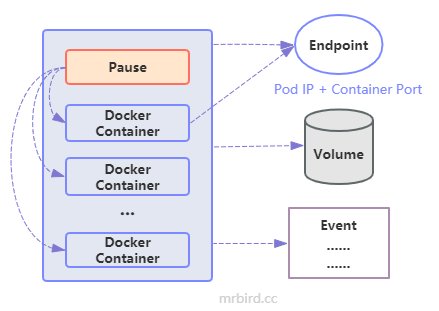 Pause
Docker
Container
Docker
Container
...
Docker
Container
Endpoint
Pod IP + Container Port
Volume
Event
......
......
mrbird.cc